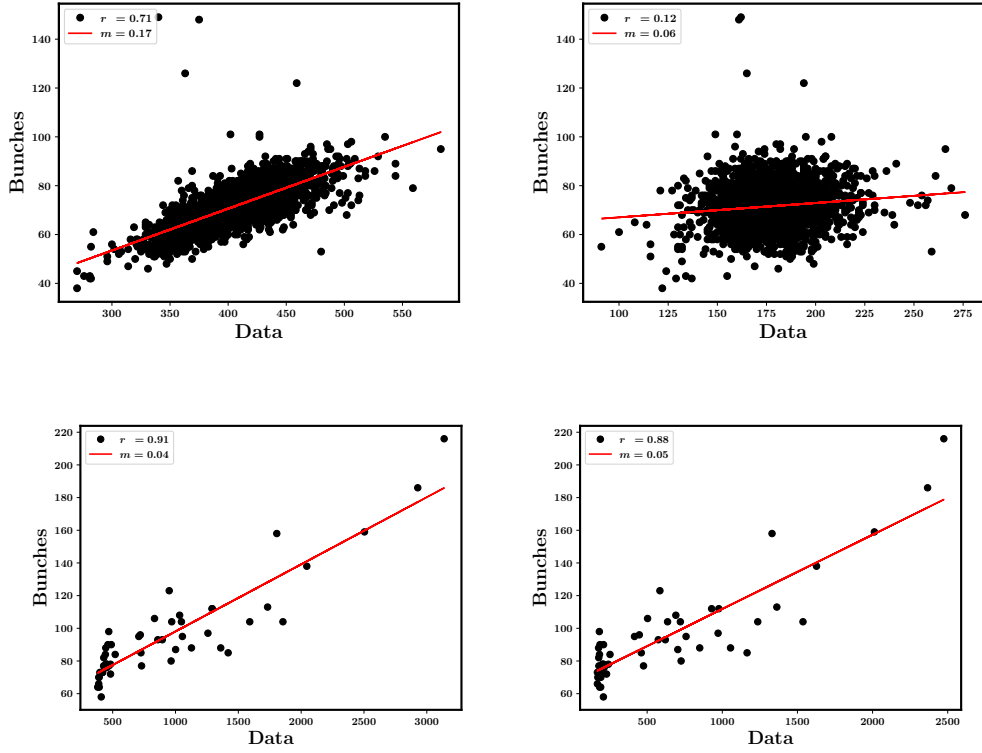 r = 0.71
m = 0.17
140
120
100
80
60
40
300 350 400 450 500 550
Bunches
Data
r = 0.12
m = 0.06
140
120
100
80
60
40
100 125 150 175 200 225 250 275
Bunches
Data
r = 0.91
m = 0.04
220
200
180
160
140
120
100
80
60
500 1000 1500 2000 2500 3000
Bunches
Data
r = 0.88
m = 0.05
220
200
180
160
140
120
100
80
60
500 1000 1500 2000 2500
Bunches
Data